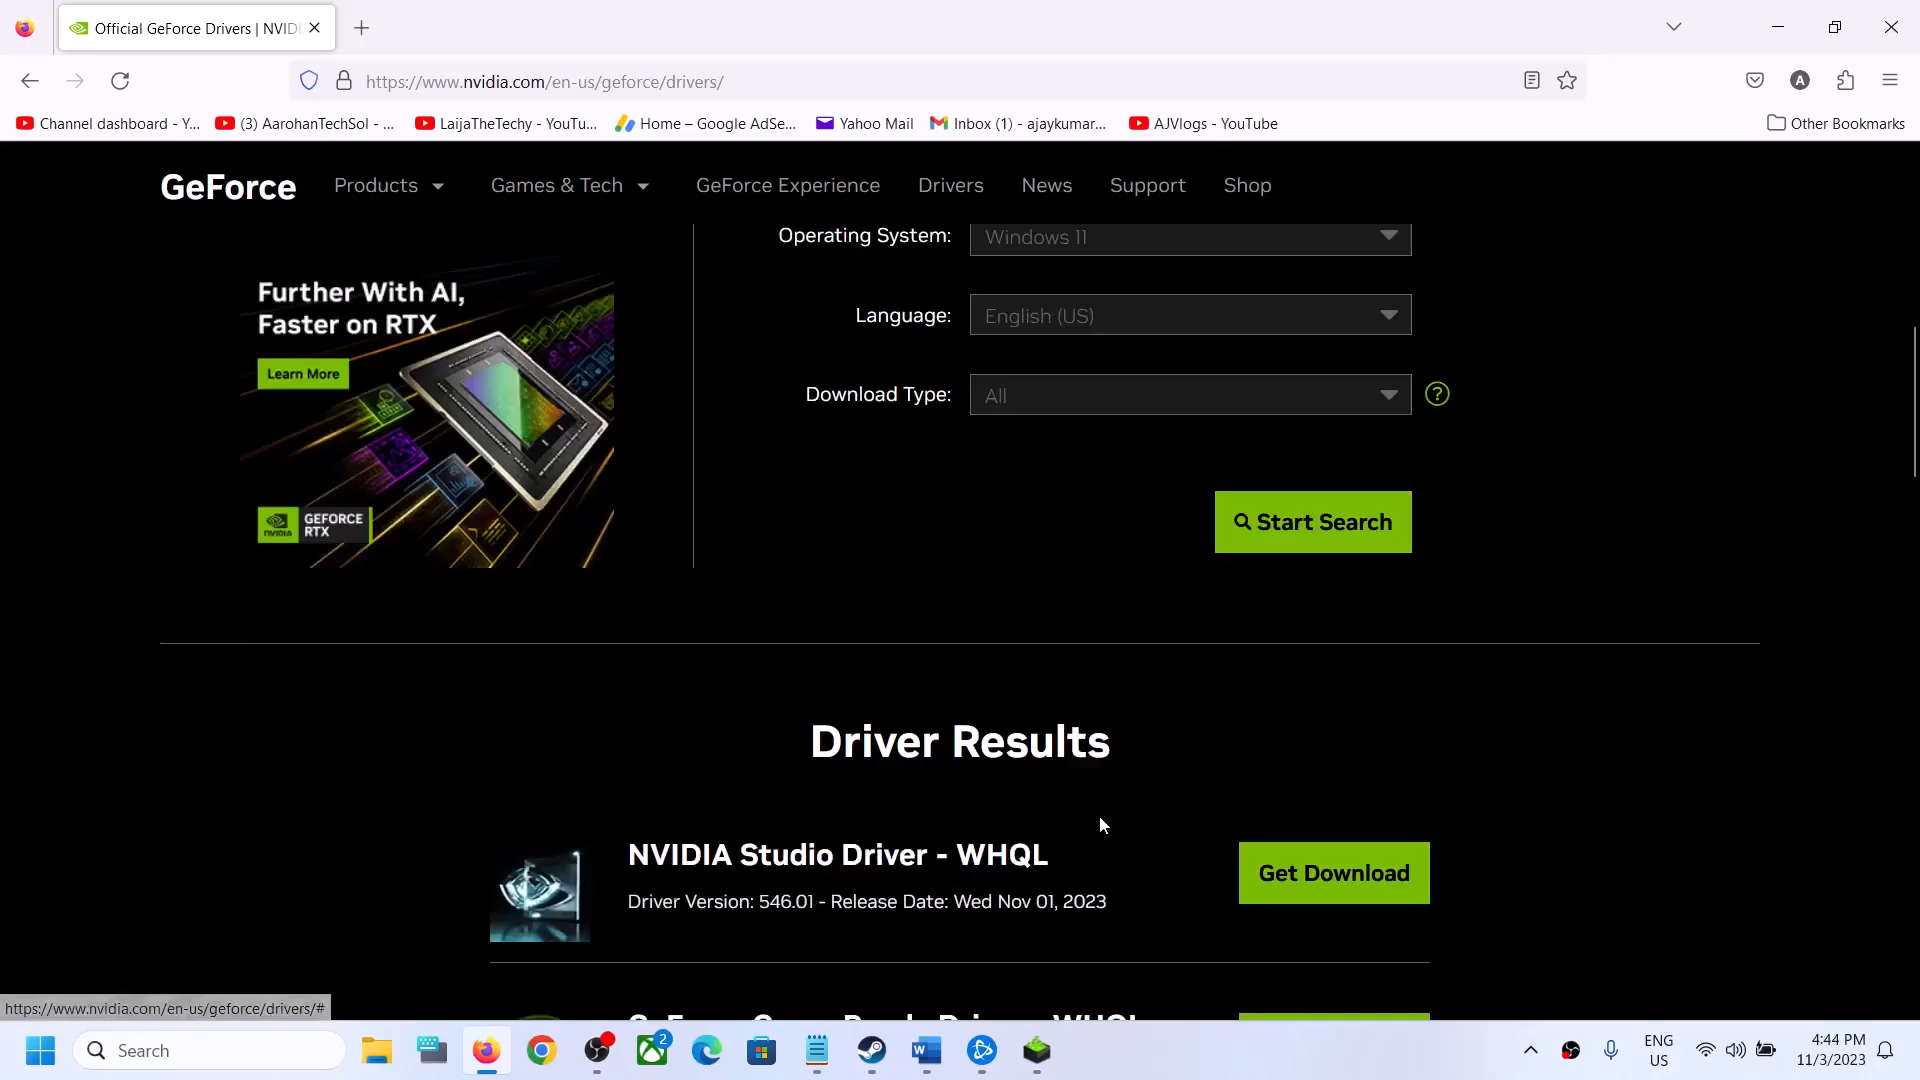 Official GeForce Drivers | NVIDI
https://www.nvidia.com/en-us/geforce/drivers/
Channel dashboard - Y...
(3) AarohanTechSol - ...
LaijaTheTechy - YouTu...
Home – Google AdSe...
Yahoo Mail
Inbox (1) - ajaykumar...
AJVlogs - YouTube
Other Bookmarks
GeForce
Products
Games & Tech
GeForce Experience
Drivers
News
Support
Shop
Operating System:
Windows 11
Further With AI,
Faster on RTX
Learn More
NVIDIA
GEFORCE
RTX
Language:
English (US)
Download Type:
All
?
Start Search
Driver Results
NVIDIA Studio Driver - WHQL
Driver Version: 546.01 - Release Date: Wed Nov 01, 2023
Get Download
https://www.nvidia.com/en-us/geforce/drivers/#
Search
2
ENG
US
4:44 PM
11/3/2023